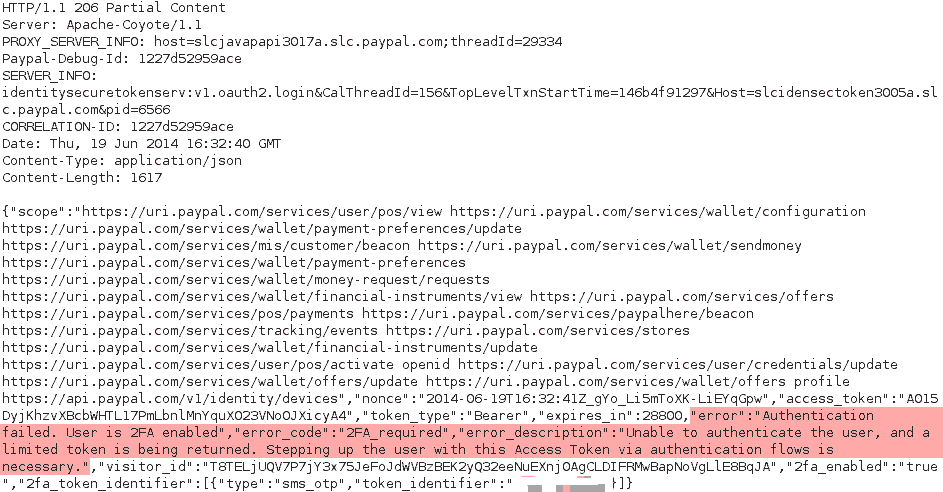 HTTP/1.1 206 Partial Content
Server: Apache-Coyote/1.1
PROXY_SERVER_INFO: host=slcjavapapi3017a.slc.paypal.com;threadId=29334
Paypal-Debug-Id: 1227d52959ace
SERVER_INFO:
identitysecuretokenserv:v1.oauth2.login&CalThreadId=156&TopLevelTxnStartTime=146b4f91297&Host=slcidensectoken3005a.sl
c.paypal.com&pid=6566
CORRELATION-ID: 1227d52959ace
Date: Thu, 19 Jun 2014 16:32:40 GMT
Content-Type: application/json
Content-Length: 1617

{"scope":"https://uri.paypal.com/services/user/pos/view https://uri.paypal.com/services/wallet/configuration
https://uri.paypal.com/services/wallet/payment-preferences/update
https://uri.paypal.com/services/mis/customer/beacon https://uri.paypal.com/services/wallet/sendmoney
https://uri.paypal.com/services/wallet/payment-preferences
https://uri.paypal.com/services/wallet/money-request/requests
https://uri.paypal.com/services/wallet/financial-instruments/view https://uri.paypal.com/services/offers
https://uri.paypal.com/services/pos/payments https://uri.paypal.com/services/paypalhere/beacon
https://uri.paypal.com/services/tracking/events https://uri.paypal.com/services/stores
https://uri.paypal.com/services/wallet/financial-instruments/update
https://uri.paypal.com/services/user/pos/activate openid https://uri.paypal.com/services/user/credentials/update
https://uri.paypal.com/services/offers/update https://uri.paypal.com/services/wallet/offers profile
https://api.paypal.com/v1/identity/devices","nonce":"2014-06-19T16:32:41Z_gYo_Li5mToXK-LiEYqGpw","access_token":"A015
DyjKhzvXBcbWHTL17PmLbnlMnYquXO23VNoOJXicyA4","token_type":"Bearer","expires_in":28800,"error":"Authentication
failed. User is 2FA enabled","error_code":"2FA_required","error_description":"Unable to authenticate the user, and a
limited token is being returned. Stepping up the user with this Access Token via authentication flows is
necessary.","visitor_id":"T8TELjUQV7P7jY3x75JeFoJdWVBzBEK2yQ32eeNuEXnjOAgCLDIFRMwBapNoVgLlE8BqJA","2fa_enabled":"true
","2fa_token_identifier":[{"type":"sms_otp","token_identifier":" }]}